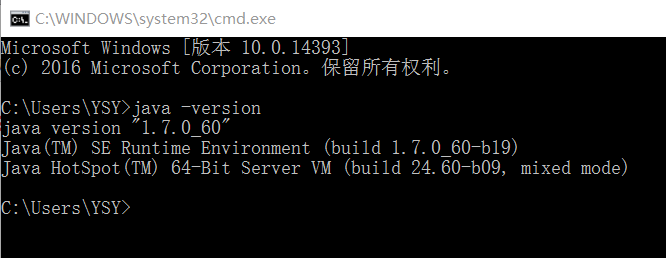 C:\WINDOWS\system32\cmd.exe
Microsoft Windows [版本 10.0.14393]
(c) 2016 Microsoft Corporation。保留所有权利。
C:\Users\YSY>java -version
java version "1.7.0_60"
Java(TM) SE Runtime Environment (build 1.7.0_60-b19)
Java HotSpot(TM) 64-Bit Server VM (build 24.60-b09, mixed mode)
C:\Users\YSY>